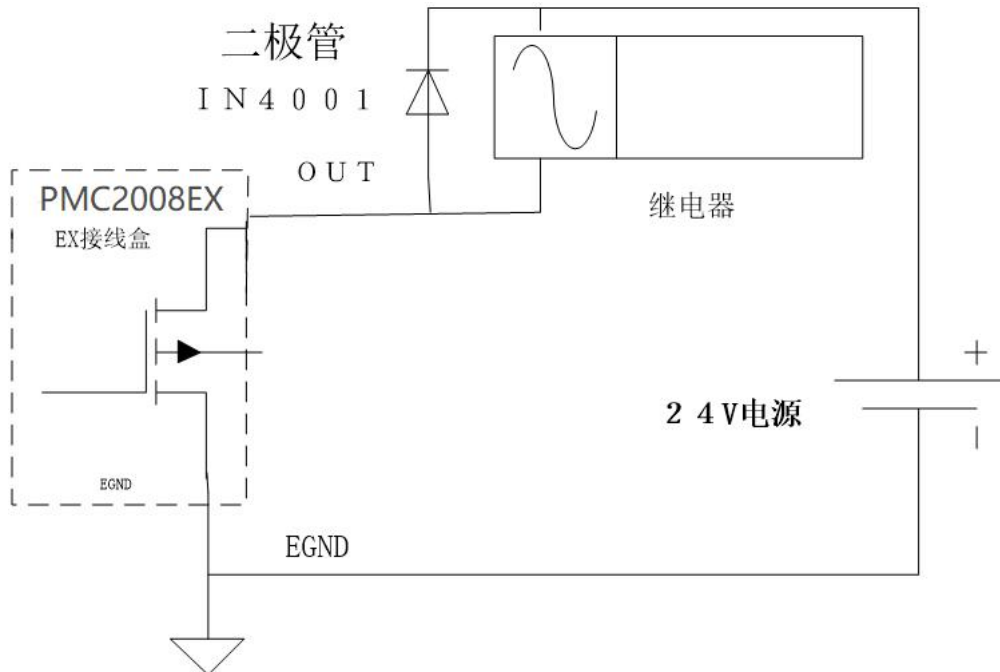 二极管
IN4001
OUT
PMC2008EX
EX接线盒
继电器
+
24V电源
-
EGND
EGND